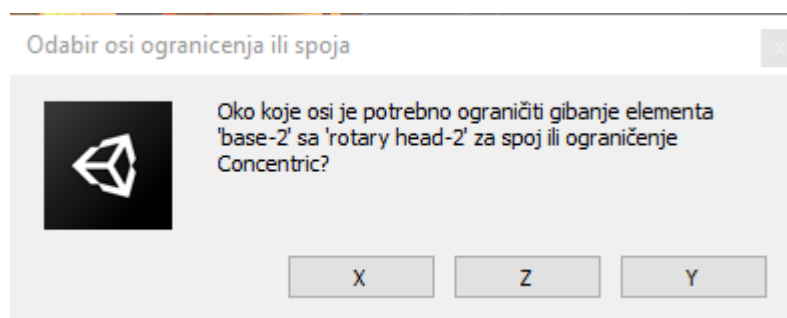 Odabir osi ogranicenja ili spoja
x
Oko koje osi je potrebno ograničiti gibanje elementa
'base-2' sa 'rotary head-2' za spoj ili ograničenje
Concentric?
X Z Y